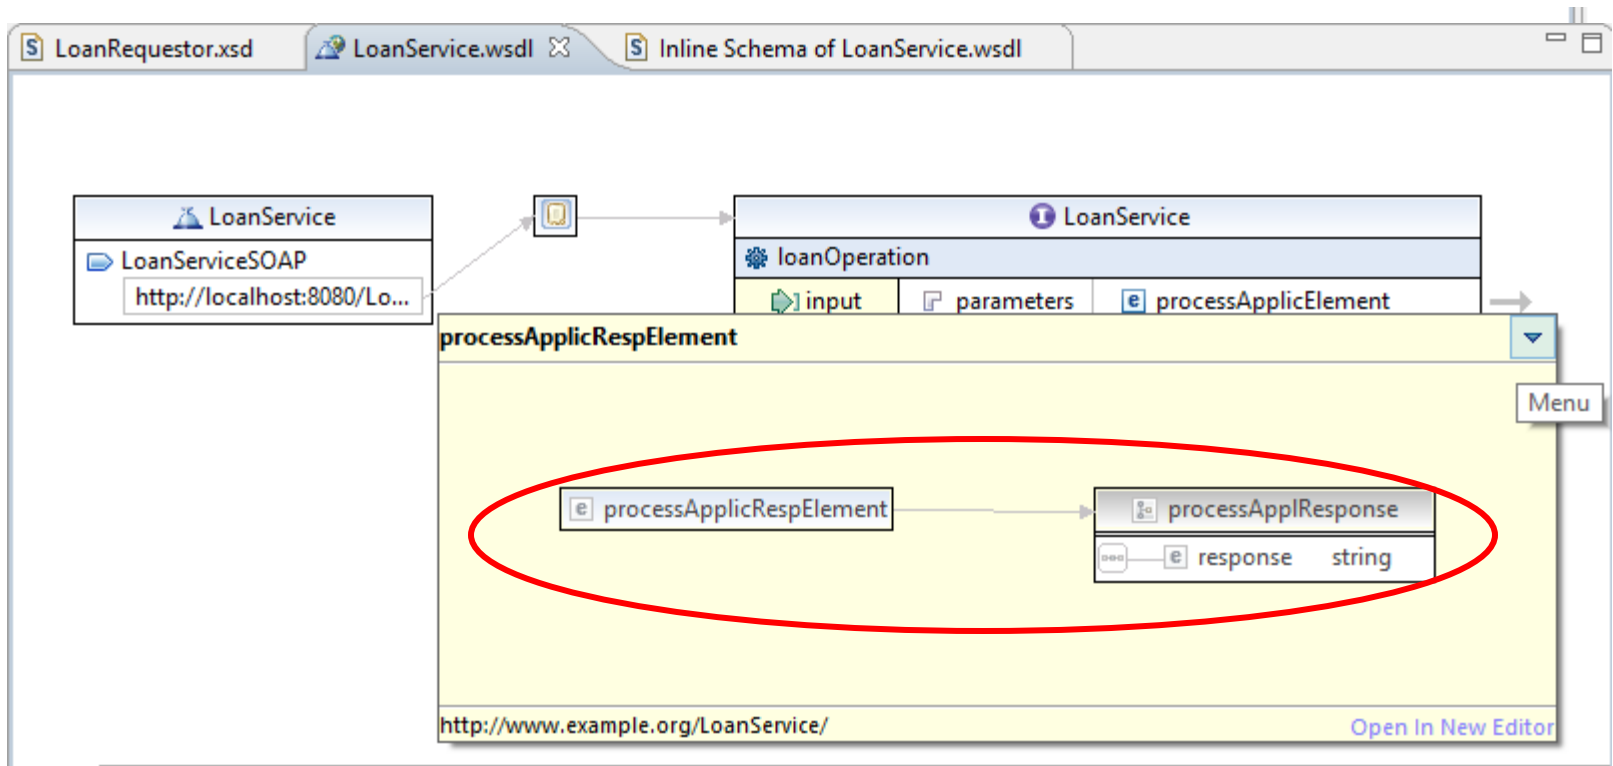 LoanRequestor.xsd
LoanService.wsdl
Inline Schema of LoanService.wsdl
LoanService
LoanServiceSOAP
http://localhost:8080/Lo...
LoanService
loanOperation
input parameters processApplicElement
processApplicRespElement
Menu
processApplicRespElement
processApplResponse
response string
http://www.example.org/LoanService/
Open In New Editor